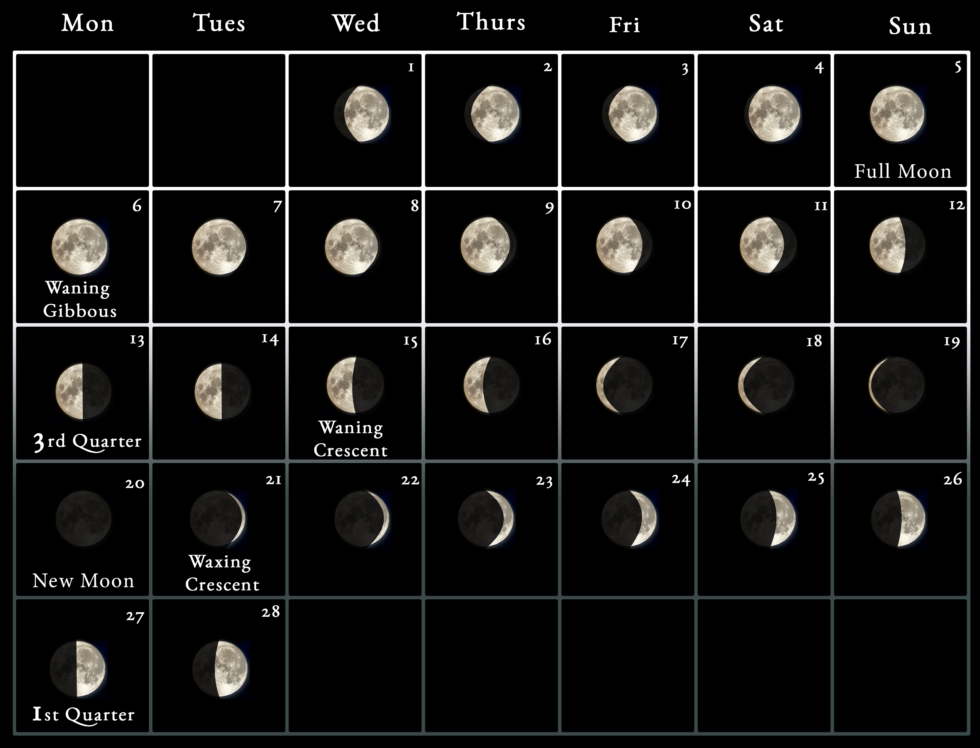 Mon Tues Wed Thurs Fri Sat Sun
1 2 3 4 5
Full Moon
6 7 8 9 10 11 12
Waning
Gibbous
13 14 15 16 17 18 19
3rd Quarter
Waning
Crescent
20 21 22 23 24 25 26
New Moon
Waxing
Crescent
27 28
1st Quarter